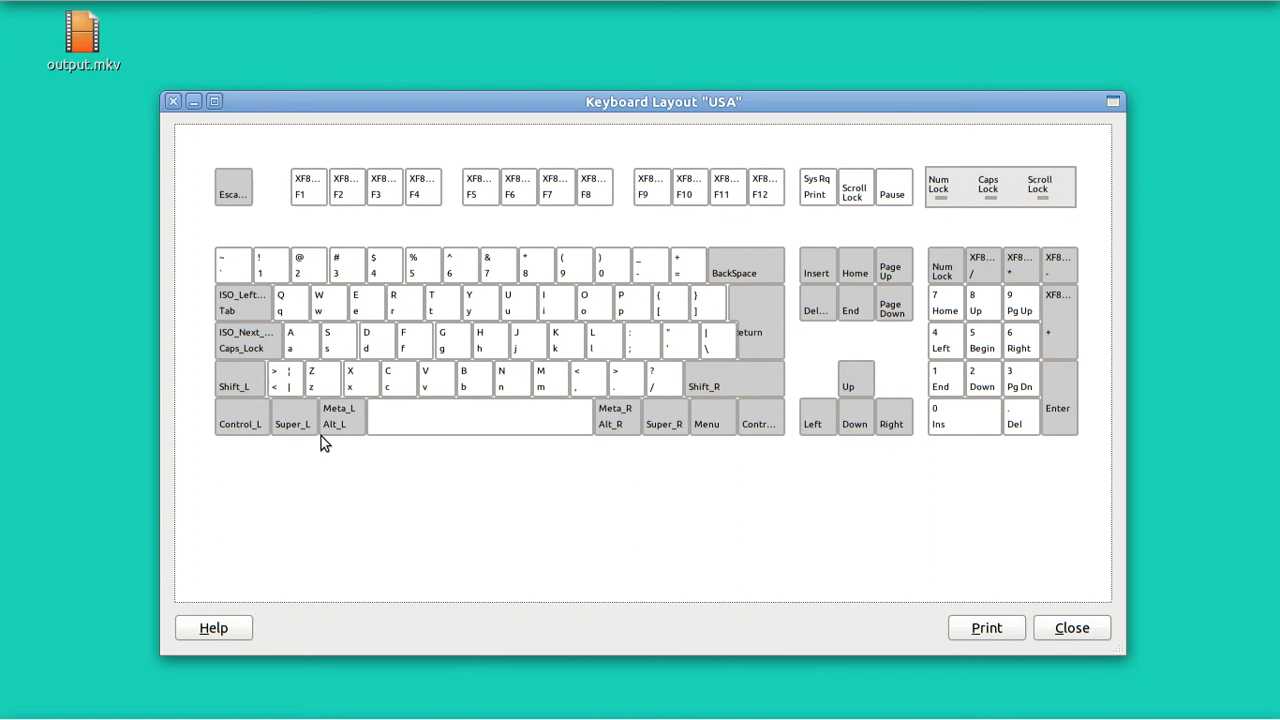 output.mkv
Keyboard Layout "USA"
Esca... XF8... F1 XF8... F2 XF8... F3 XF8... F4 XF8... F5 XF8... F6 XF8... F7 XF8... F8 XF8... F9 XF8... F10 XF8... F11 XF8... F12 Sys Rq Print Scroll Lock Pause Num Lock Caps Lock Scroll Lock
~ ` ! 1 @ 2 # 3 $ 4 % 5 ^ 6 & 7 * 8 ( 9 ) 0 _ - + = BackSpace Insert Home Page Up Num Lock XF8... / XF8... * XF8... -
ISO_Left... Tab Q q W w E e R r T t Y y U u I i O o P p { [ } ] Del... End Page Down 7 Home 8 Up 9 Pg Up XF8... +
ISO_Next_... Caps_Lock A a S s D d F f G g H h J j K k L l : ; " ' | \ eturn 4 Left 5 Begin 6 Right
Shift_L > ¦ < | Z z X x C c V v B b N n M m < , > . ? / Shift_R Up 1 End 2 Down 3 Pg Dn Enter
Control_L Super_L Meta_L Alt_L Meta_R Alt_R Super_R Menu Contr... Left Down Right 0 Ins . Del
Help Print Close